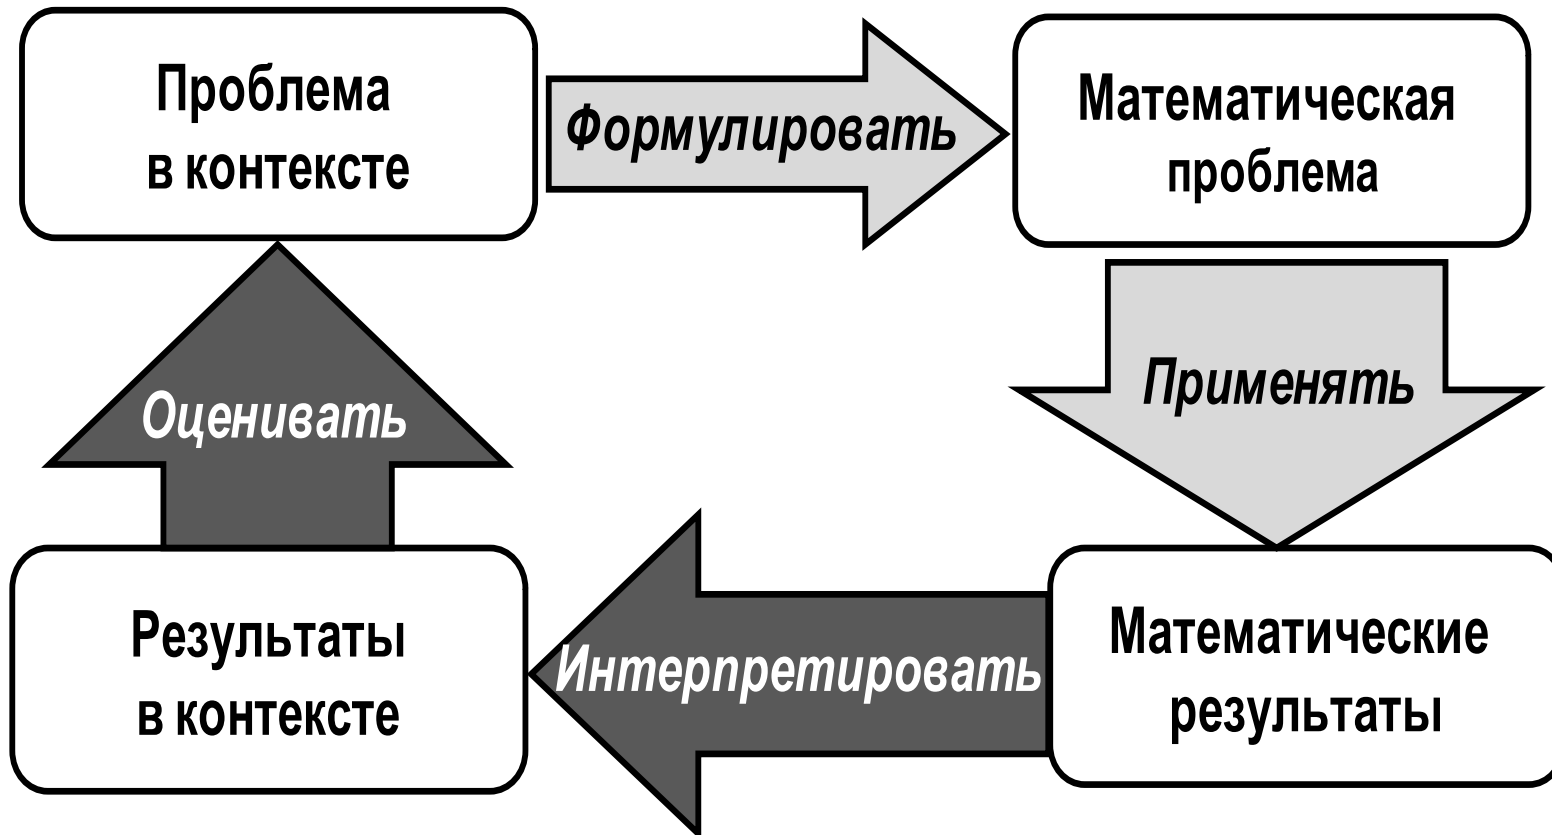 Проблема
в контексте
Формулировать
Математическая
проблема
Применять
Математические
результаты
Интерпретировать
Результаты
в контексте
Оценивать